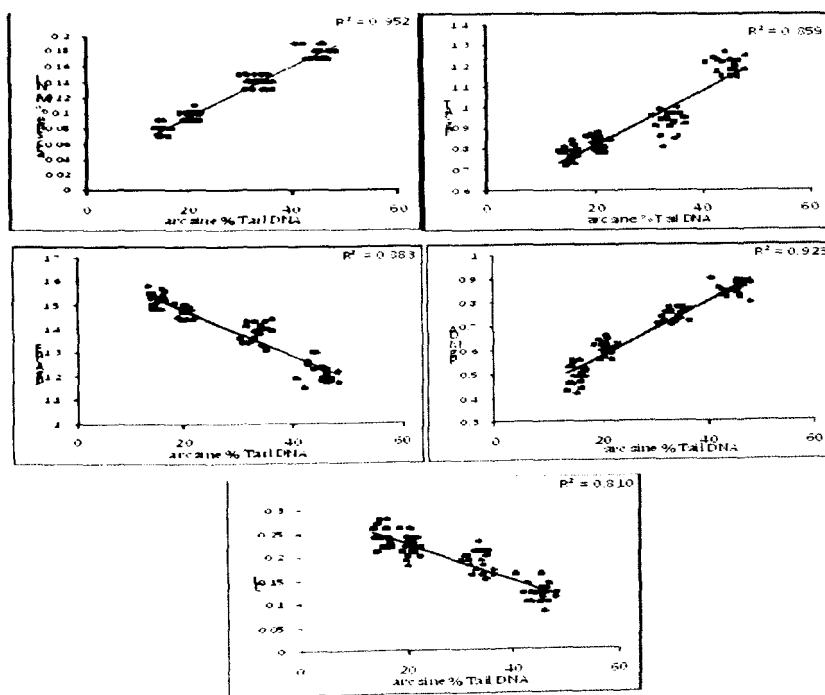 R² = 0.952
0.2
0.18
0.16
0.14
0.12
0.1
0.08
0.06
0.04
0.02
0
0 20 40 60
arcsine % Tail DNA
R² = 0.859
1.4
1.3
1.2
1.1
1
0.9
0.8
0.7
0.6
0 20 40 60
arcsine % Tail DNA
R² = 0.883
1.7
1.6
1.5
1.4
1.3
1.2
1.1
1
0 20 40 60
arcsine % Tail DNA
R² = 0.923
1
0.9
0.8
0.7
0.6
0.5
0.4
0.3
0 20 40 60
arcsine % Tail DNA
R² = 0.810
0.3
0.25
0.2
0.15
0.1
0.05
0
0 20 40 60
arcsine % Tail DNA